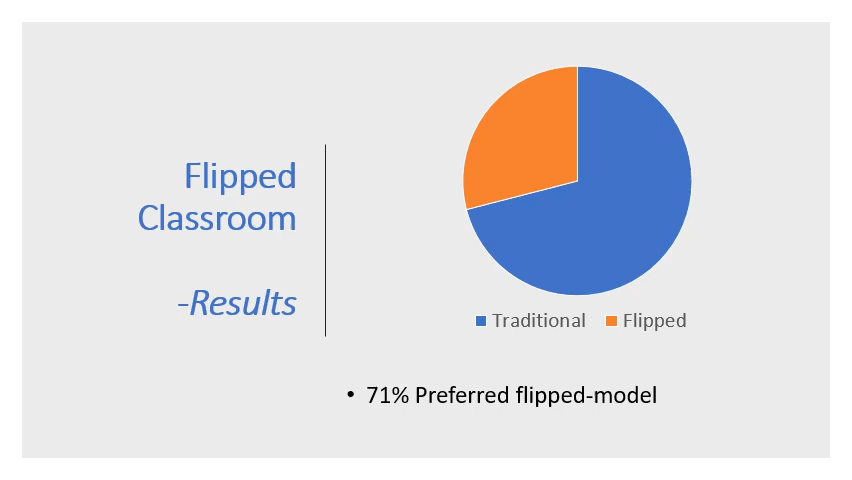 Flipped
Classroom
-Results
Traditional Flipped
• 71% Preferred flipped-model